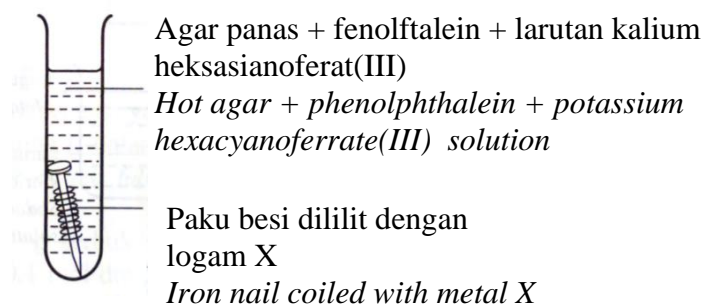 Agar panas + fenolftalein + larutan kalium
heksasianoferat(III)
Hot agar + phenolphthalein + potassium
hexacyanoferrate(III) solution
Paku besi dililit dengan
logam X
Iron nail coiled with metal X